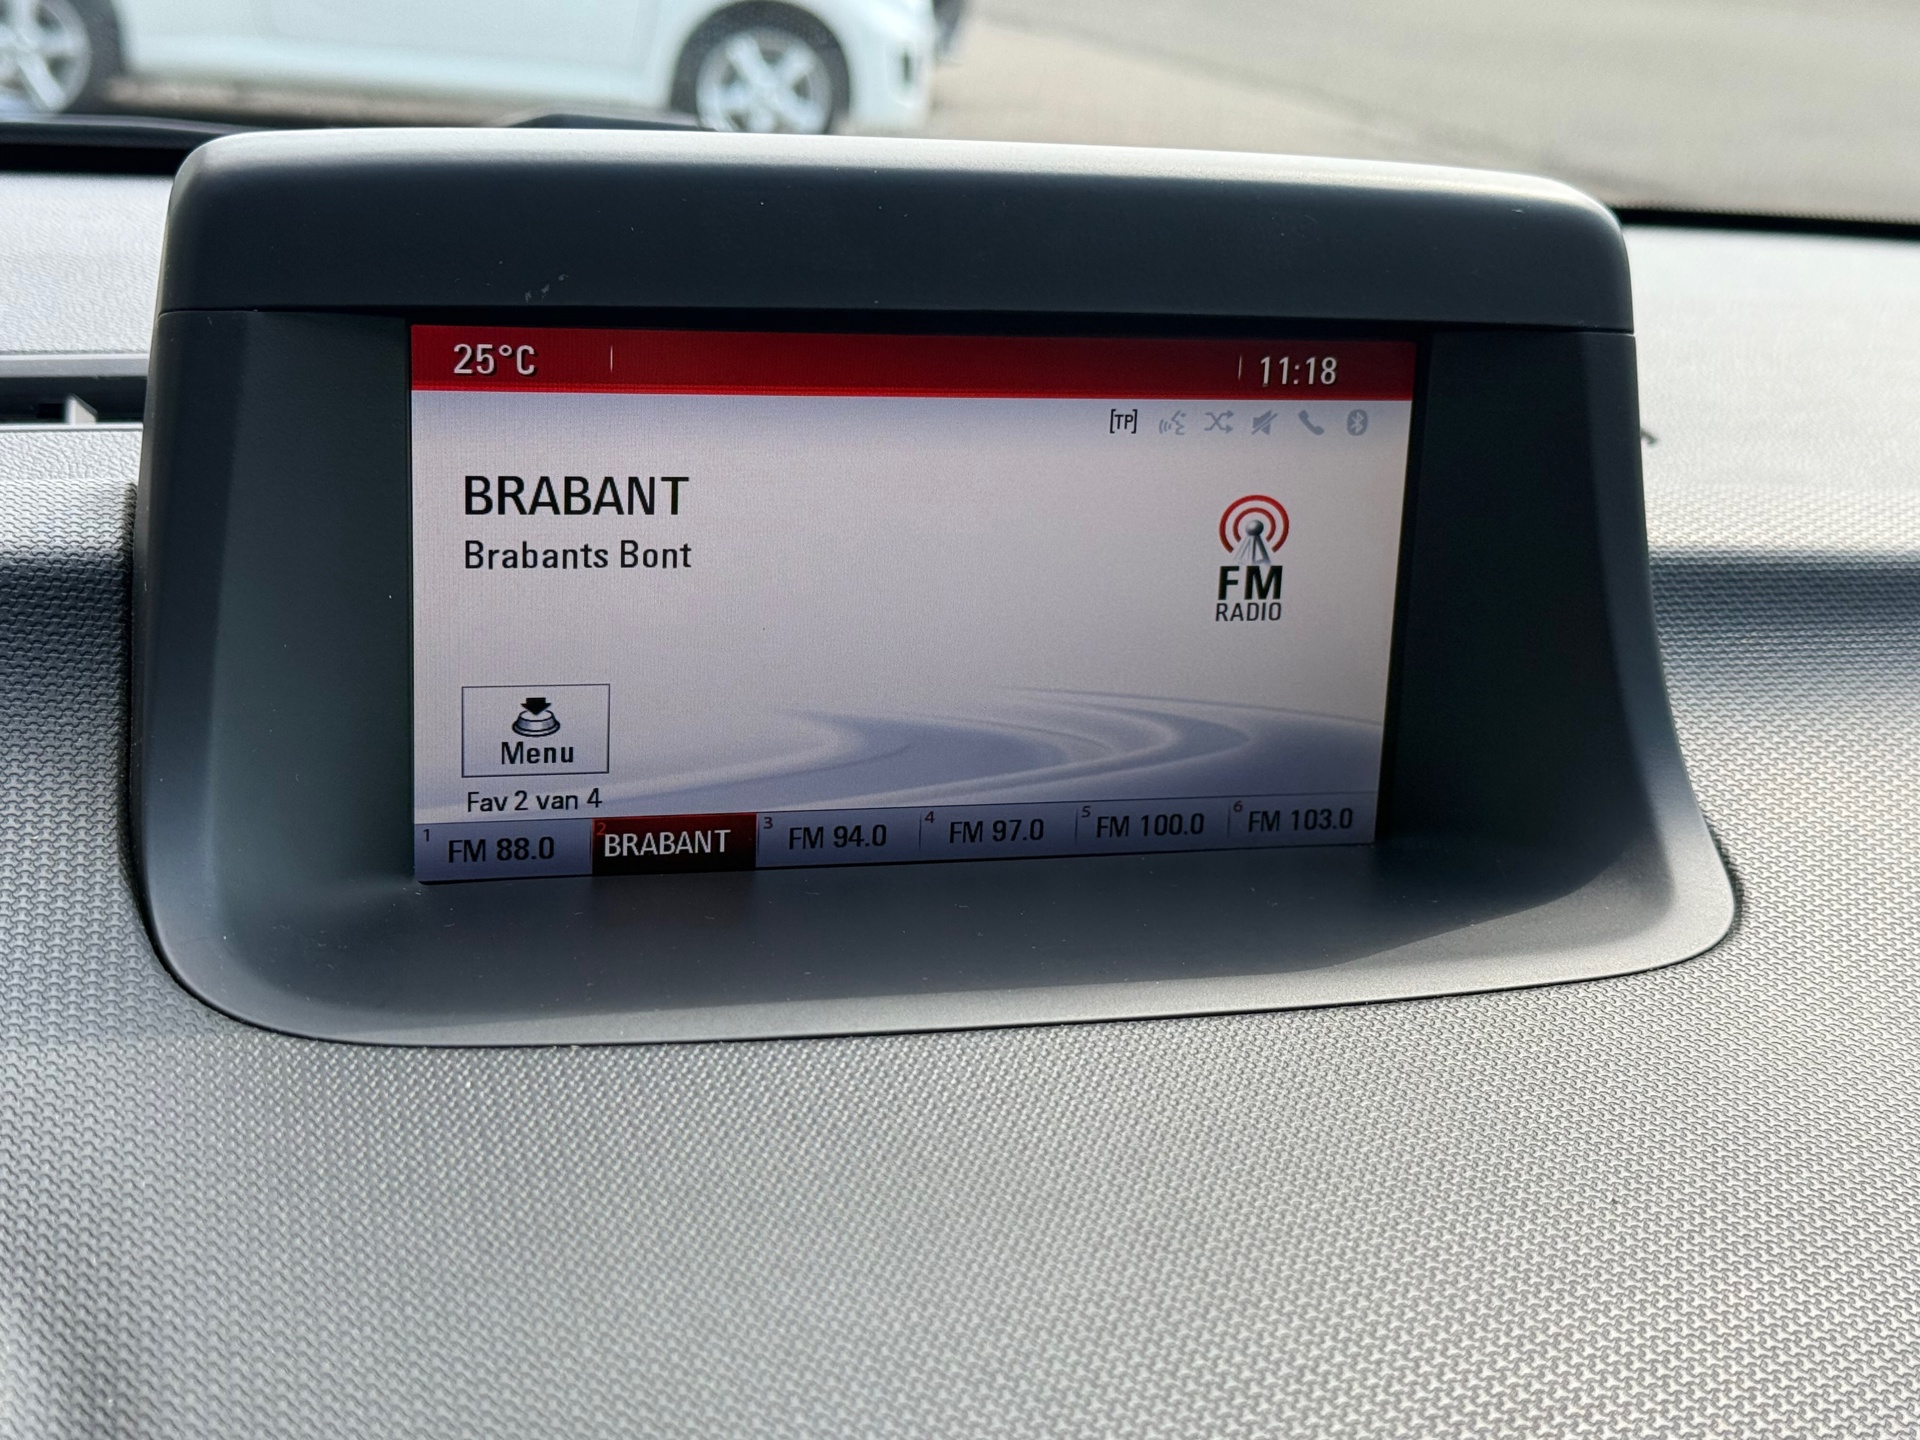 25°C 11:18
[TP]
BRABANT
Brabants Bont
FM
RADIO
Menu
Fav 2 van 4
1 FM 88.0 2 BRABANT 3 FM 94.0 4 FM 97.0 5 FM 100.0 6 FM 103.0